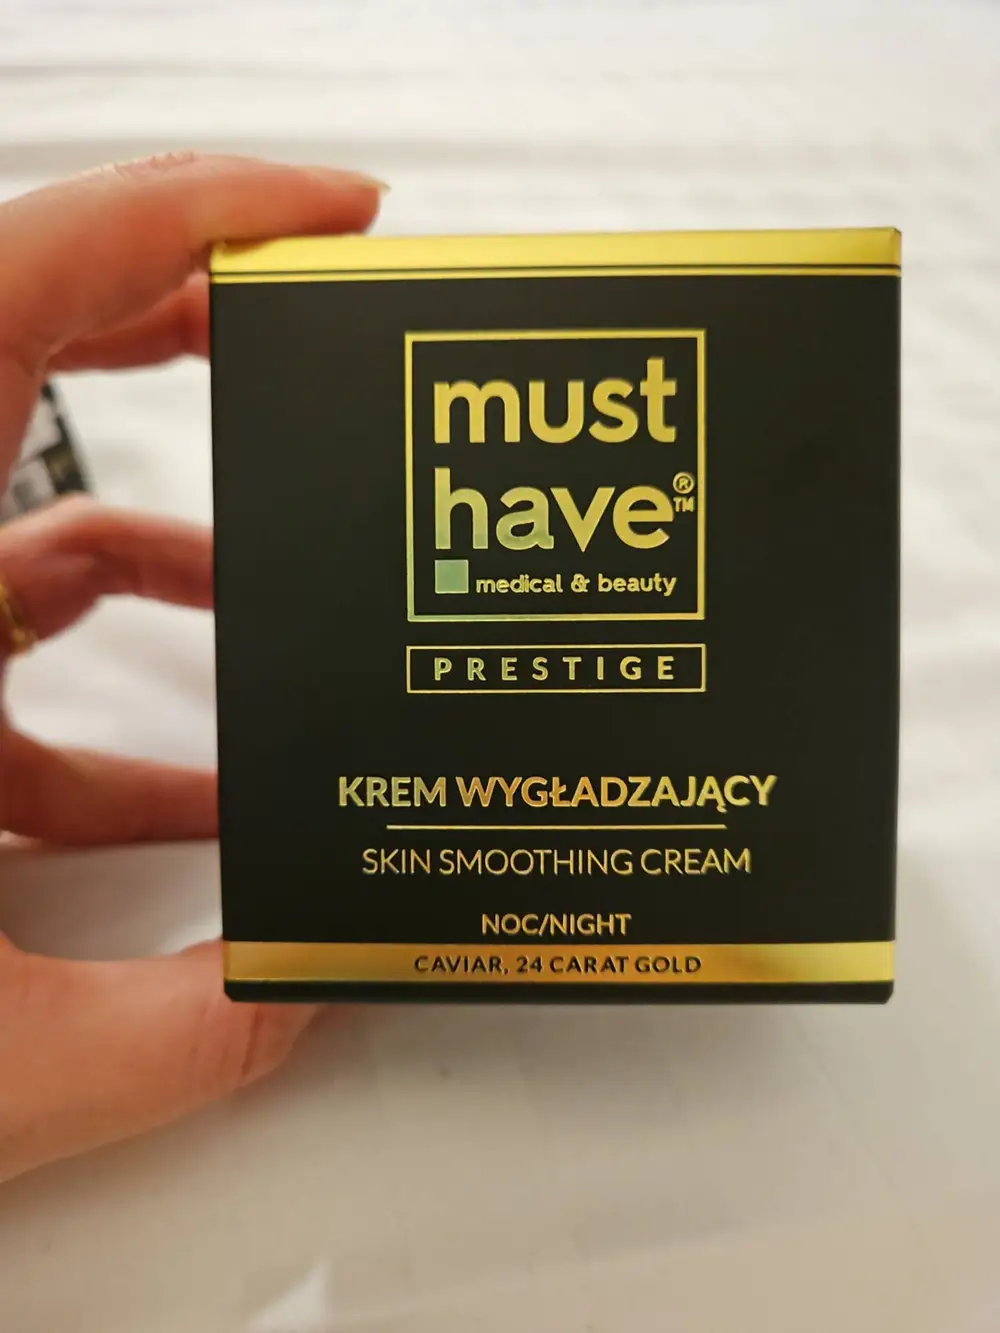 must
have®™
medical & beauty
PRESTIGE
KREM WYGŁADZAJĄCY
SKIN SMOOTHING CREAM
NOC/NIGHT
CAVIAR, 24 CARAT GOLD